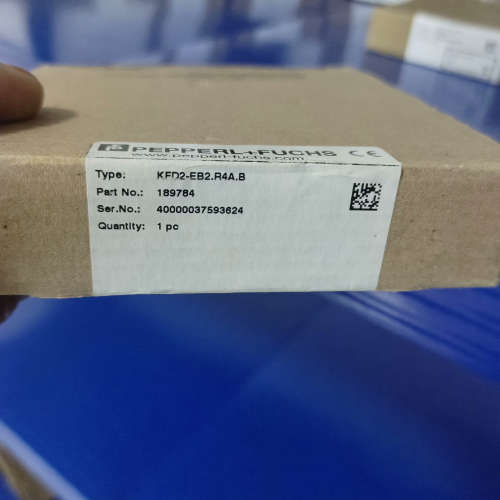 PEPPERL+FUCHS CE
www.pepperl-fuchs.com
Type: KFD2-EB2.R4A.B
Part No.: 189784
Ser.No.: 40000037593624
Quantity: 1 pc